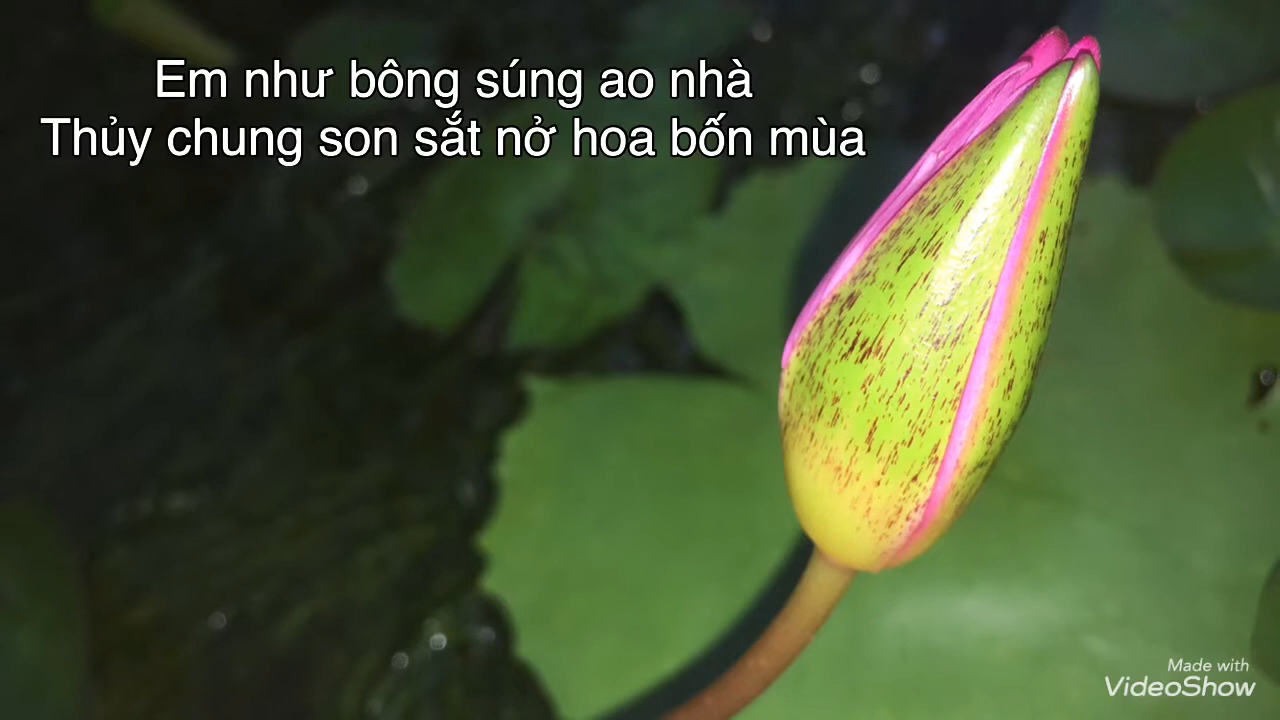 Em như bông súng ao nhà
Thủy chung son sắt nở hoa bốn mùa
Made with
VideoShow